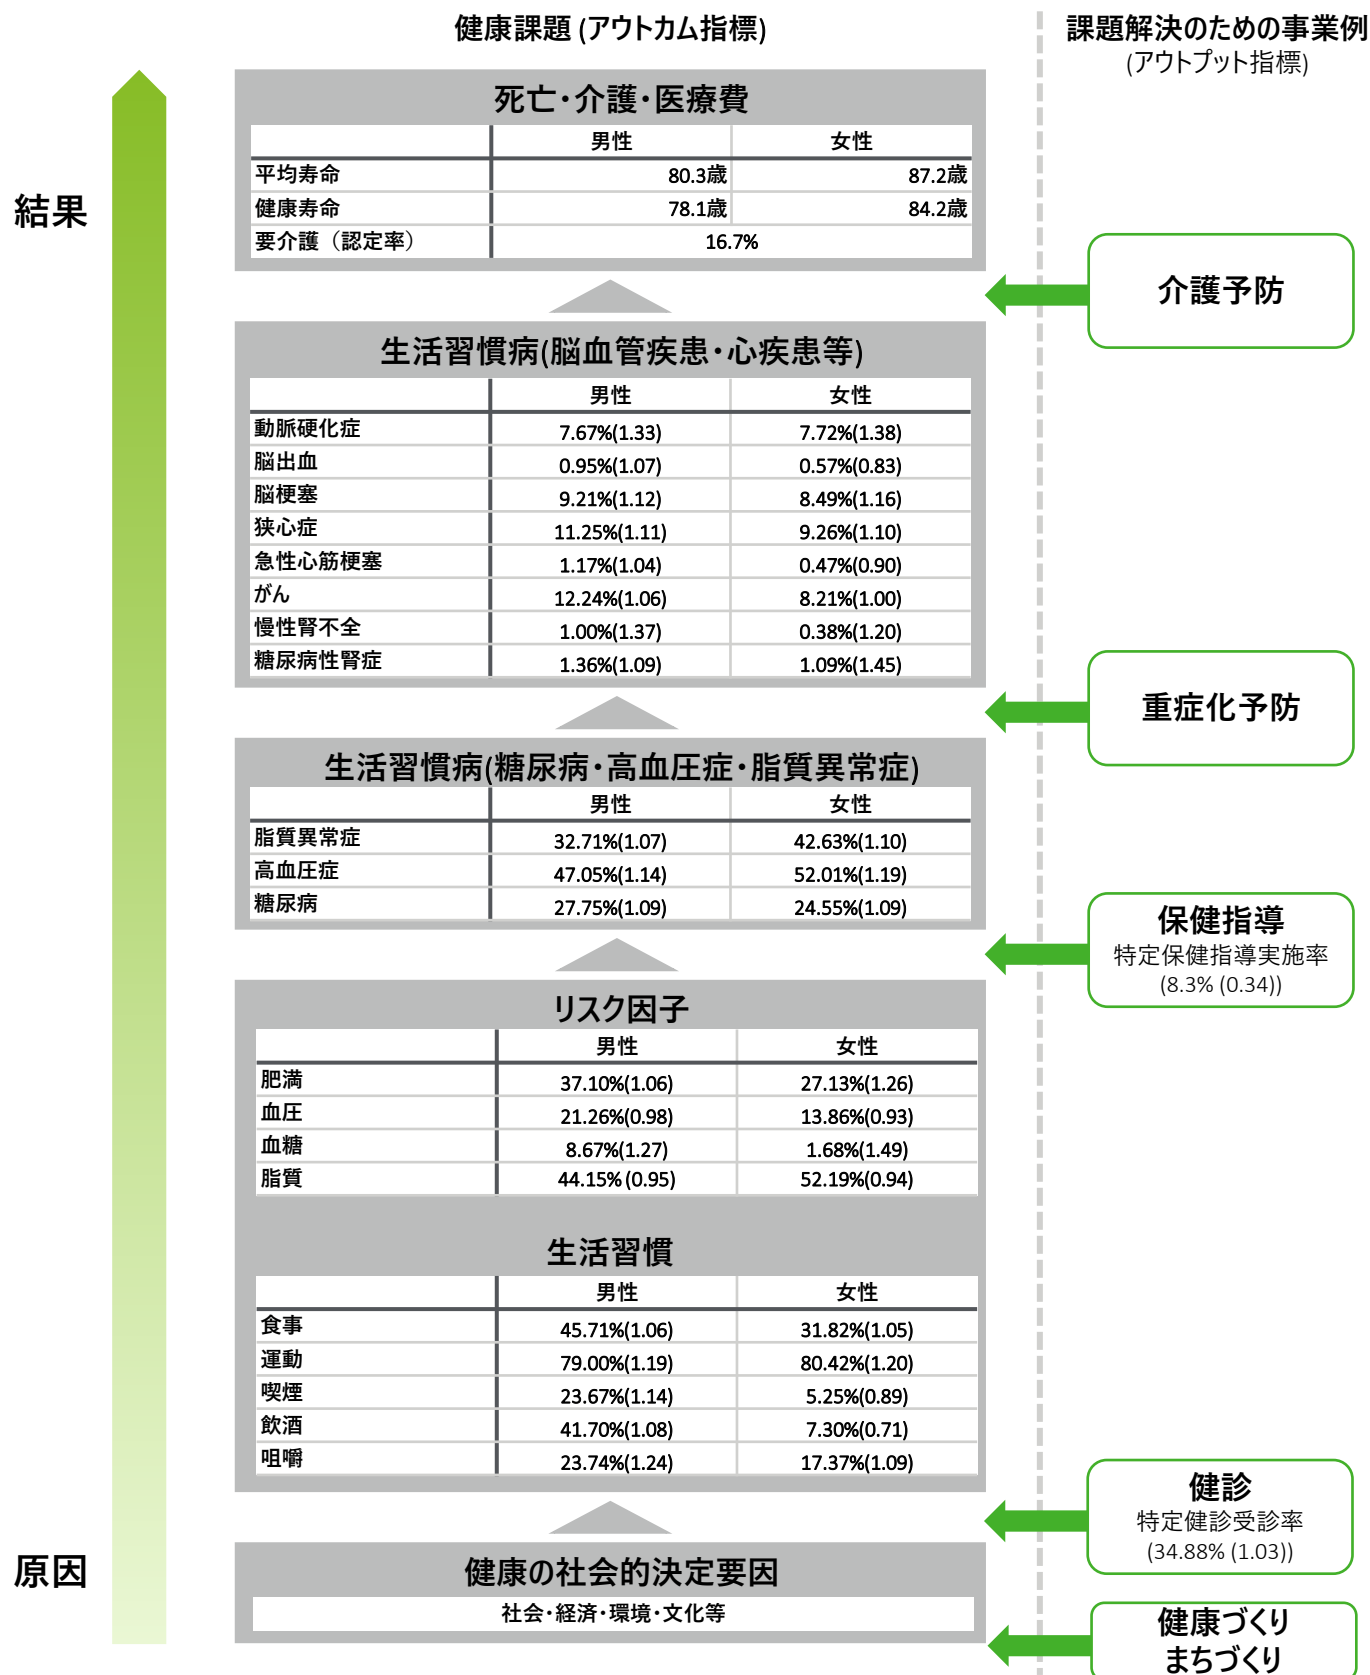 健康課題 (アウトカム指標)
課題解決のための事業例
(アウトプット指標)
結果
死亡・介護・医療費
男性 女性
平均寿命 80.3歳 87.2歳
健康寿命 78.1歳 84.2歳
要介護（認定率） 16.7%
介護予防
生活習慣病(脳血管疾患・心疾患等)
男性 女性
動脈硬化症 7.67%(1.33) 7.72%(1.38)
脳出血 0.95%(1.07) 0.57%(0.83)
脳梗塞 9.21%(1.12) 8.49%(1.16)
狭心症 11.25%(1.11) 9.26%(1.10)
急性心筋梗塞 1.17%(1.04) 0.47%(0.90)
がん 12.24%(1.06) 8.21%(1.00)
慢性腎不全 1.00%(1.37) 0.38%(1.20)
糖尿病性腎症 1.36%(1.09) 1.09%(1.45)
重症化予防
生活習慣病(糖尿病・高血圧症・脂質異常症)
男性 女性
脂質異常症 32.71%(1.07) 42.63%(1.10)
高血圧症 47.05%(1.14) 52.01%(1.19)
糖尿病 27.75%(1.09) 24.55%(1.09)
保健指導
特定保健指導実施率
(8.3% (0.34))
リスク因子
男性 女性
肥満 37.10%(1.06) 27.13%(1.26)
血圧 21.26%(0.98) 13.86%(0.93)
血糖 8.67%(1.27) 1.68%(1.49)
脂質 44.15% (0.95) 52.19%(0.94)
生活習慣
男性 女性
食事 45.71%(1.06) 31.82%(1.05)
運動 79.00%(1.19) 80.42%(1.20)
喫煙 23.67%(1.14) 5.25%(0.89)
飲酒 41.70%(1.08) 7.30%(0.71)
咀嚼 23.74%(1.24) 17.37%(1.09)
健診
特定健診受診率
(34.88% (1.03))
原因
健康の社会的決定要因
社会・経済・環境・文化等
健康づくり
まちづくり